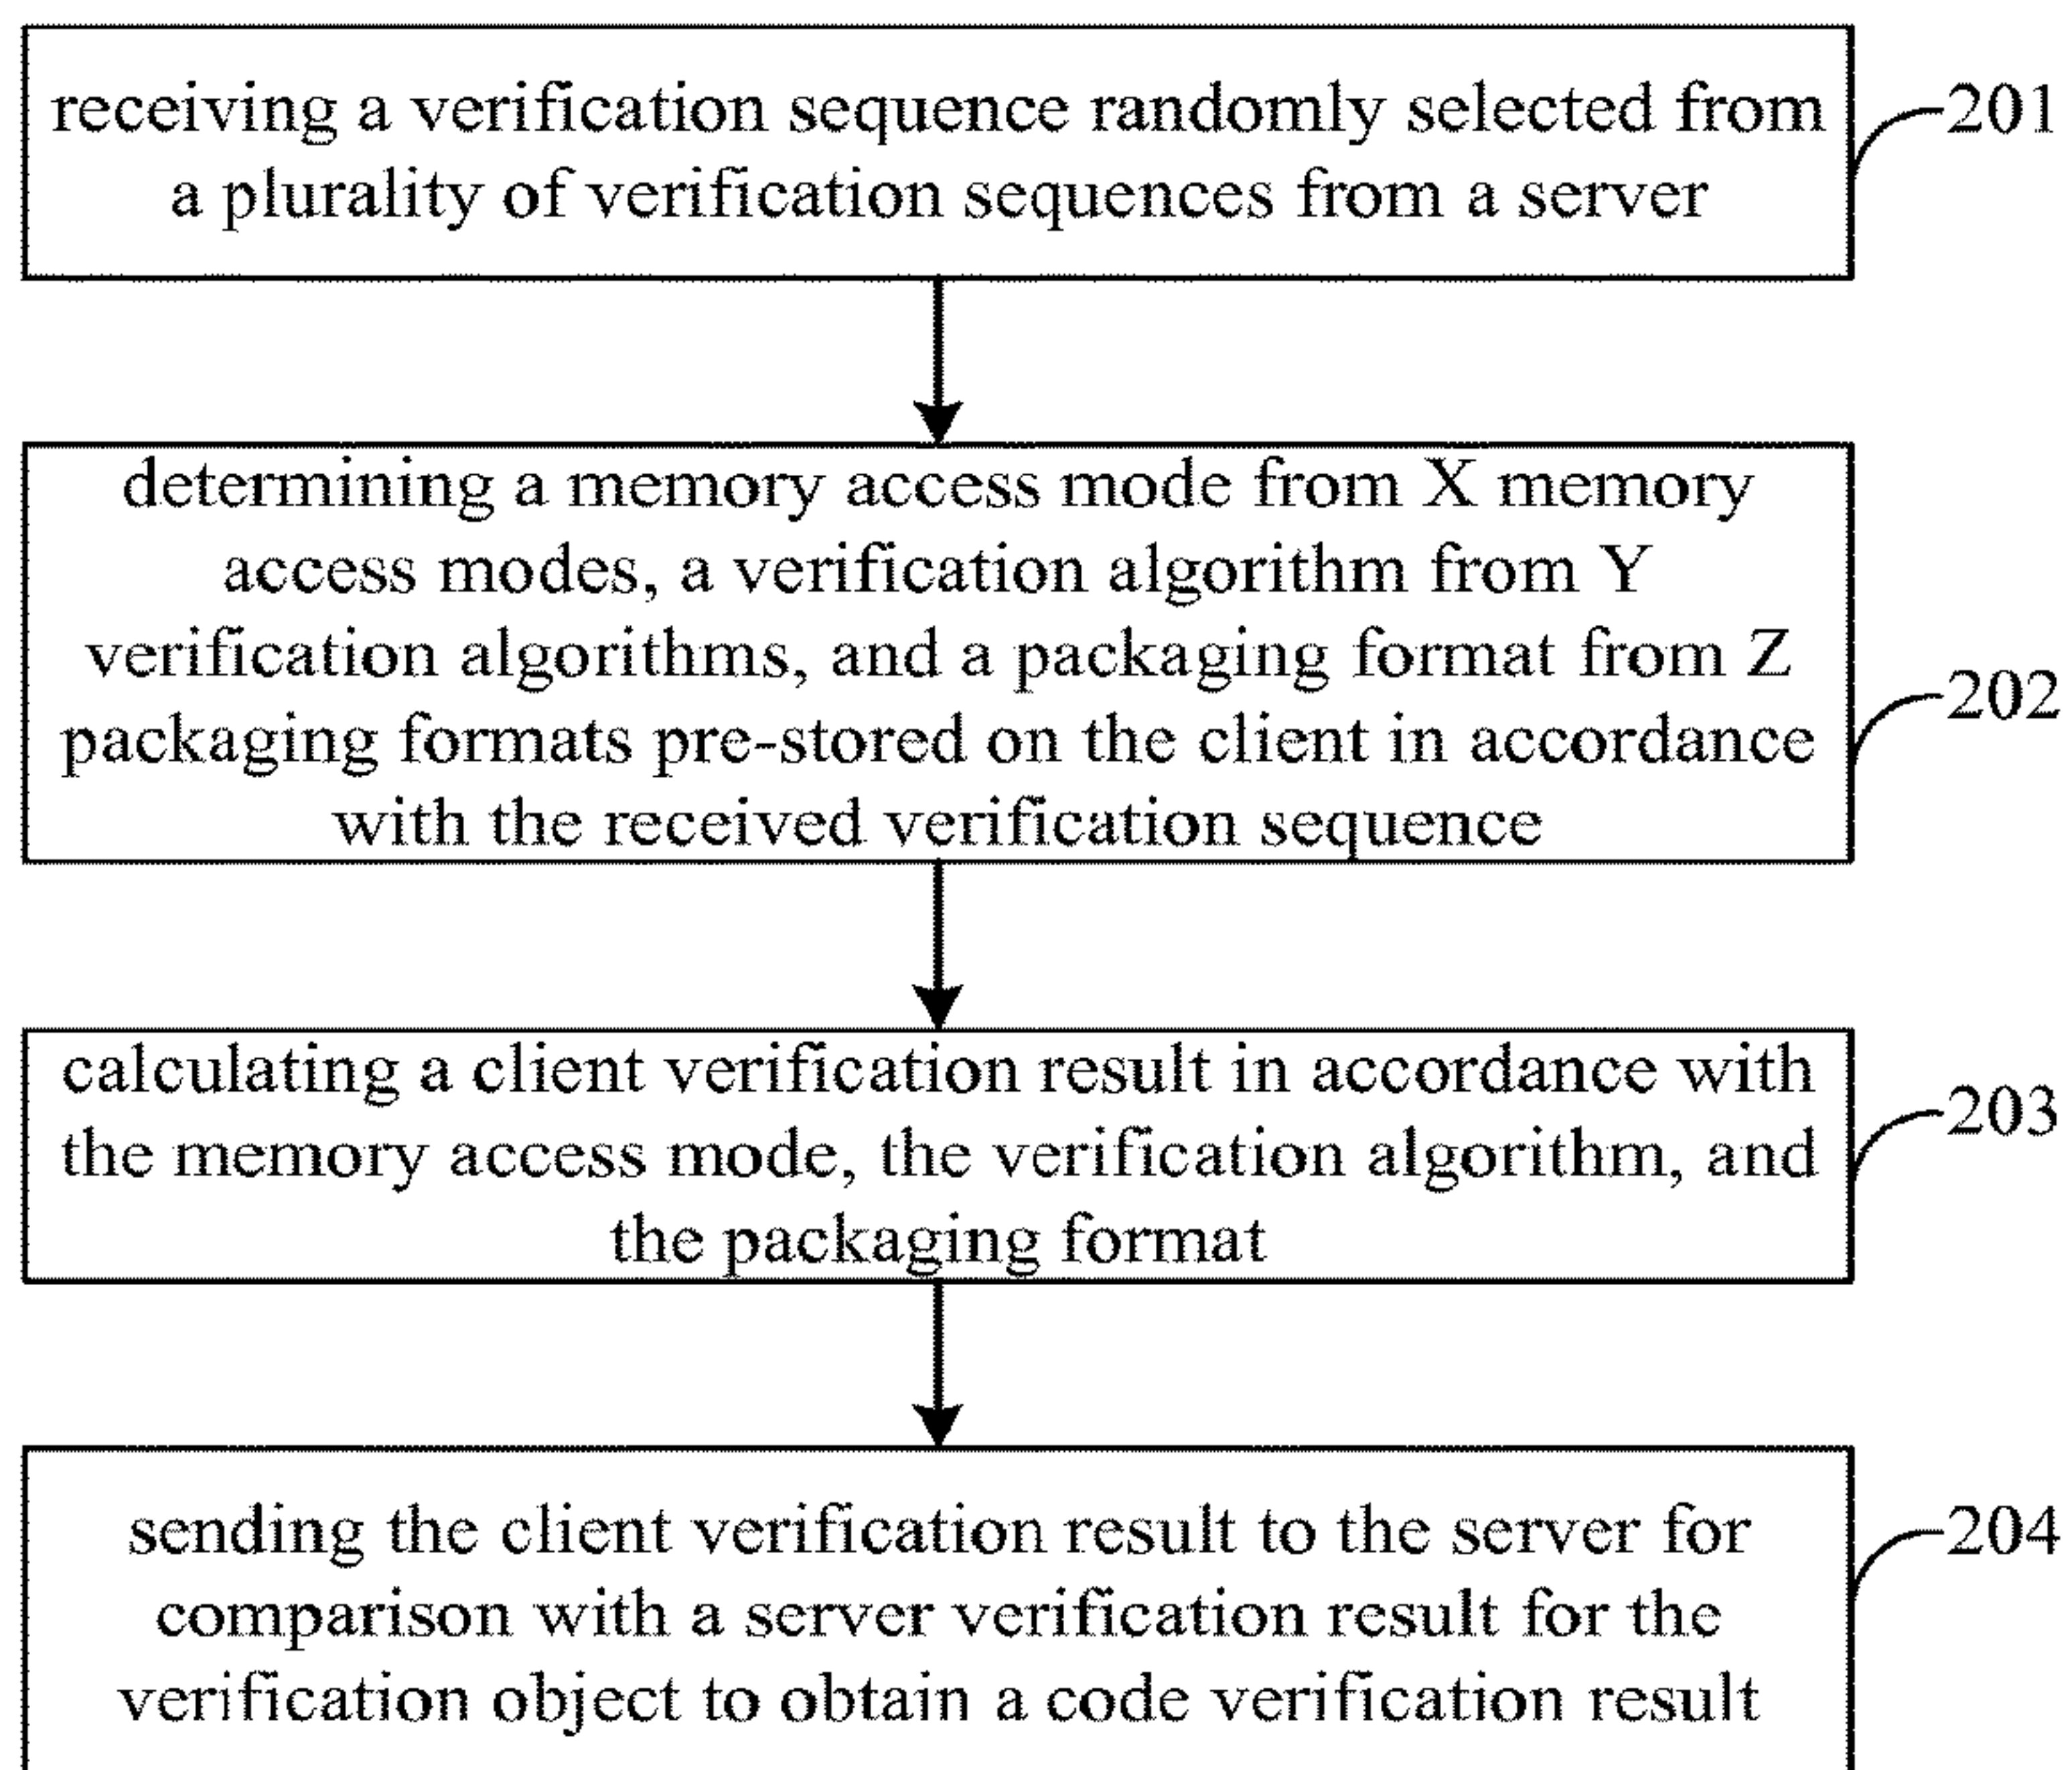 receiving a verification sequence randomly selected from
a plurality of verification sequences from a server
201
determining a memory access mode from X memory
access modes, a verification algorithm from Y
verification algorithms, and a packaging format from Z
packaging formats pre-stored on the client in accordance
with the received verification sequence
202
calculating a client verification result in accordance with
the memory access mode, the verification algorithm, and
the packaging format
203
sending the client verification result to the server for
comparison with a server verification result for the
verification object to obtain a code verification result
204